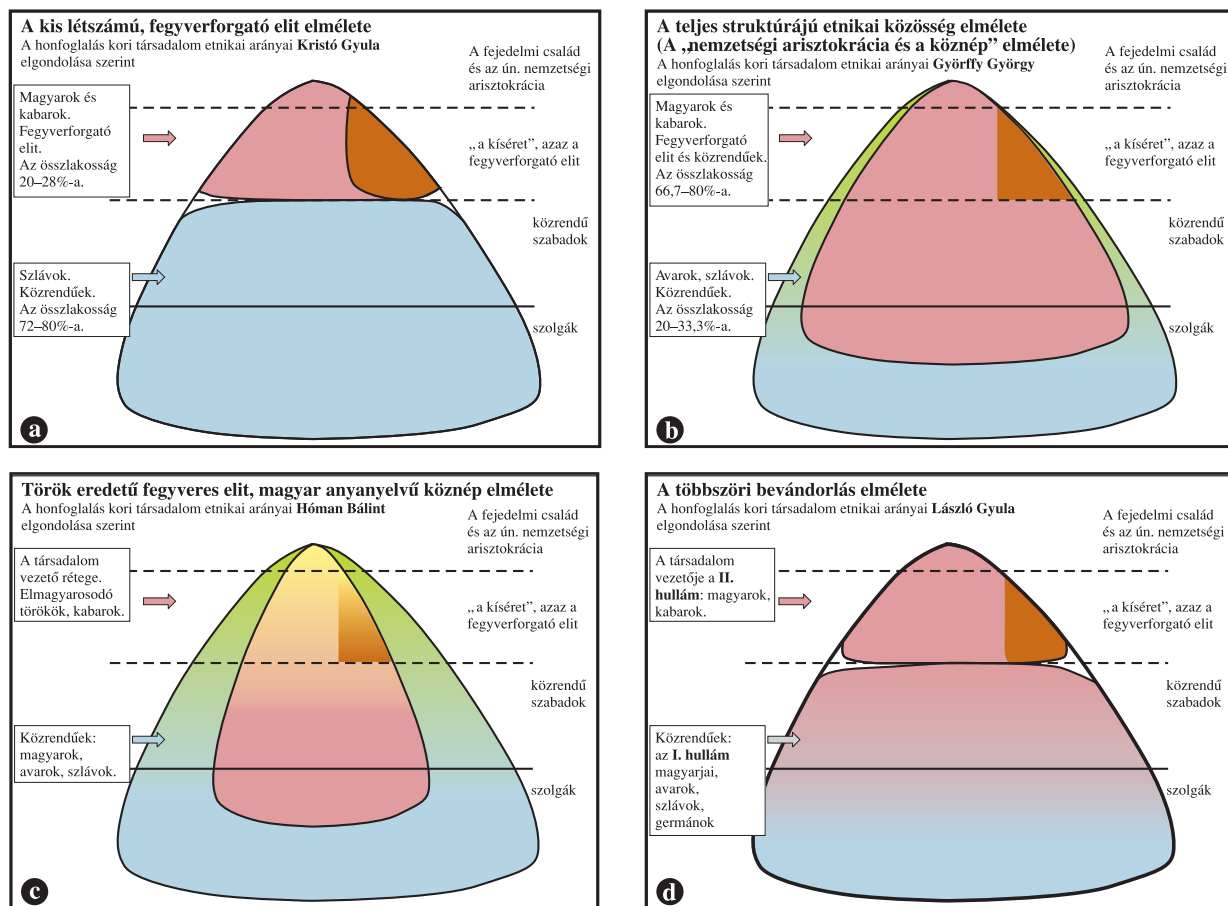 A kis létszámú, fegyverforgató elit elmélete
A honfoglalás kori társadalom etnikai arányai Kristó Gyula
elgondolása szerint
A fejedelmi család
és az ún. nemzetségi
arisztokrácia
Magyarok és
kabarok.
Fegyverforgató
elit.
Az összlakosság
20–28%-a.
„a kíséret”, azaz a
fegyverforgató elit
közrendű
szabadok
Szlávok.
Közrendűek.
Az összlakosság
72–80%-a.
szolgák
a
A teljes struktúrájú etnikai közösség elmélete
(A „nemzetségi arisztokrácia és a köznép” elmélete)
A honfoglalás kori társadalom etnikai arányai Györffy György
elgondolása szerint
A fejedelmi család
és az ún. nemzetségi
arisztokrácia
Magyarok és
kabarok.
Fegyverforgató
elit és közrendűek.
Az összlakosság
66,7–80%-a.
„a kíséret”, azaz a
fegyverforgató elit
közrendű
szabadok
Avarok, szlávok.
Közrendűek.
Az összlakosság
20–33,3%-a.
szolgák
b
Török eredetű fegyveres elit, magyar anyanyelvű köznép elmélete
A honfoglalás kori társadalom etnikai arányai Hóman Bálint
elgondolása szerint
A fejedelmi család
és az ún. nemzetségi
arisztokrácia
A társadalom
vezető rétege.
Elmagyarosodó
törökök, kabarok.
„a kíséret”, azaz a
fegyverforgató elit
közrendű
szabadok
Közrendűek:
magyarok,
avarok, szlávok.
szolgák
c
A többszöri bevándorlás elmélete
A honfoglalás kori társadalom etnikai arányai László Gyula
elgondolása szerint
A fejedelmi család
és az ún. nemzetségi
arisztokrácia
A társadalom
vezetője a II.
hullám: magyarok,
kabarok.
„a kíséret”, azaz a
fegyverforgató elit
közrendű
szabadok
Közrendűek:
az I. hullám
magyarjai,
avarok,
szlávok,
germánok
szolgák
d